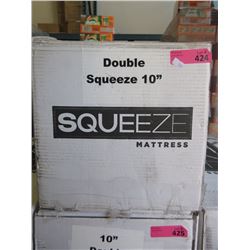 424
Double
Squeeze 10”
SQUEEZE
MATTRESS
425
10”